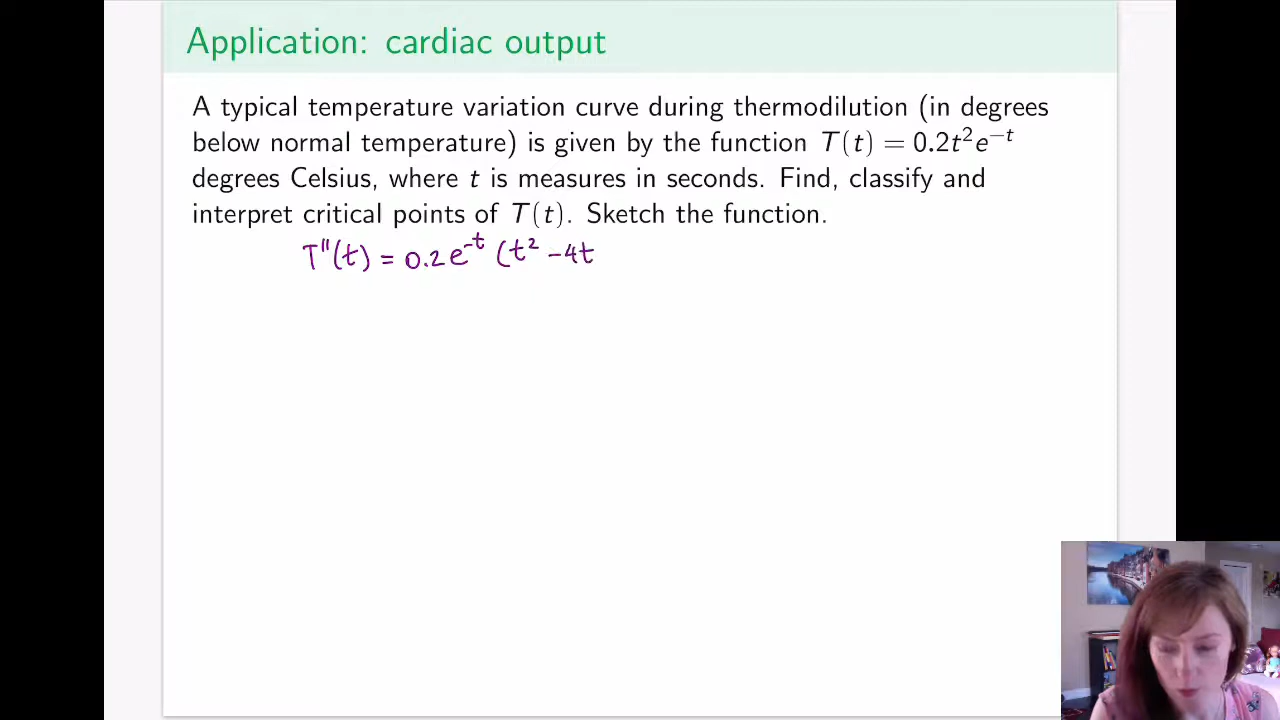 Application: cardiac output
A typical temperature variation curve during thermodilution (in degrees
below normal temperature) is given by the function T(t) = 0.2t²e⁻ᵗ
degrees Celsius, where t is measures in seconds. Find, classify and
interpret critical points of T(t). Sketch the function.
T''(t) = 0.2e⁻ᵗ (t² - 4t